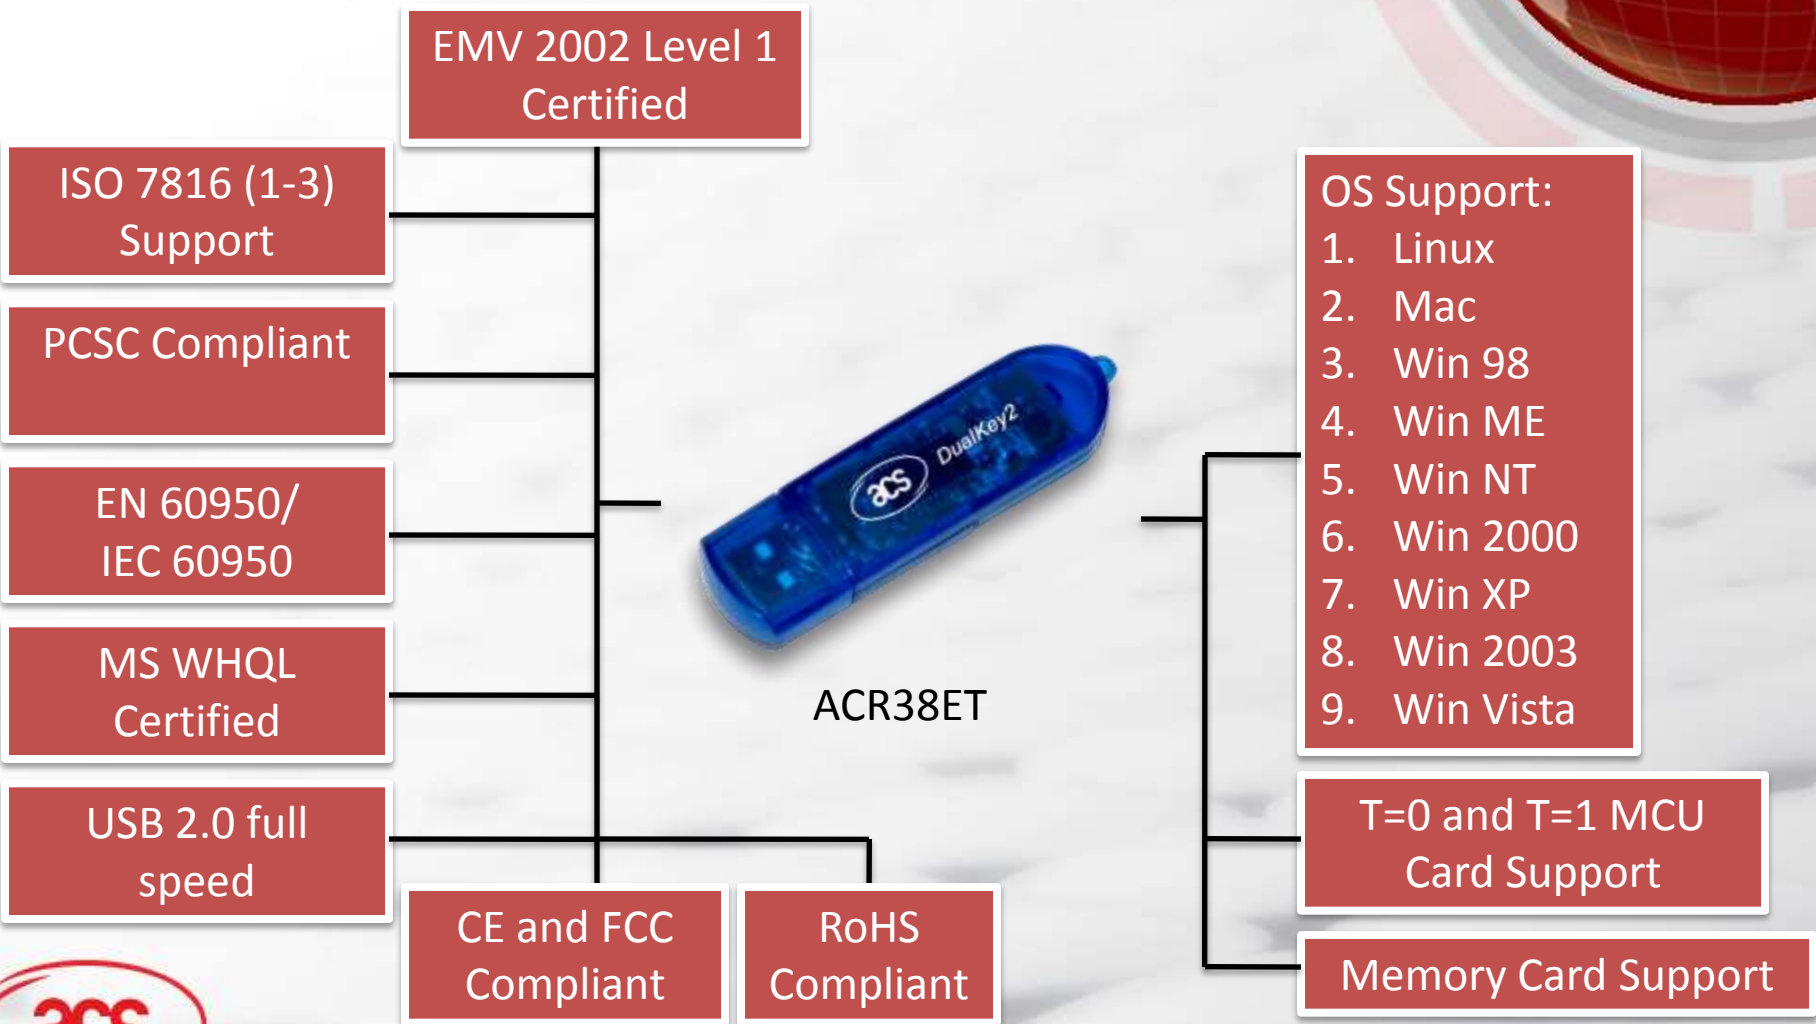 EMV 2002 Level 1
Certified
ISO 7816 (1-3)
Support
PCSC Compliant
EN 60950/
IEC 60950
MS WHQL
Certified
USB 2.0 full
speed
CE and FCC
Compliant
RoHS
Compliant
acs DualKey2
ACR38ET
OS Support:
1. Linux
2. Mac
3. Win 98
4. Win ME
5. Win NT
6. Win 2000
7. Win XP
8. Win 2003
9. Win Vista
T=0 and T=1 MCU
Card Support
Memory Card Support
acs